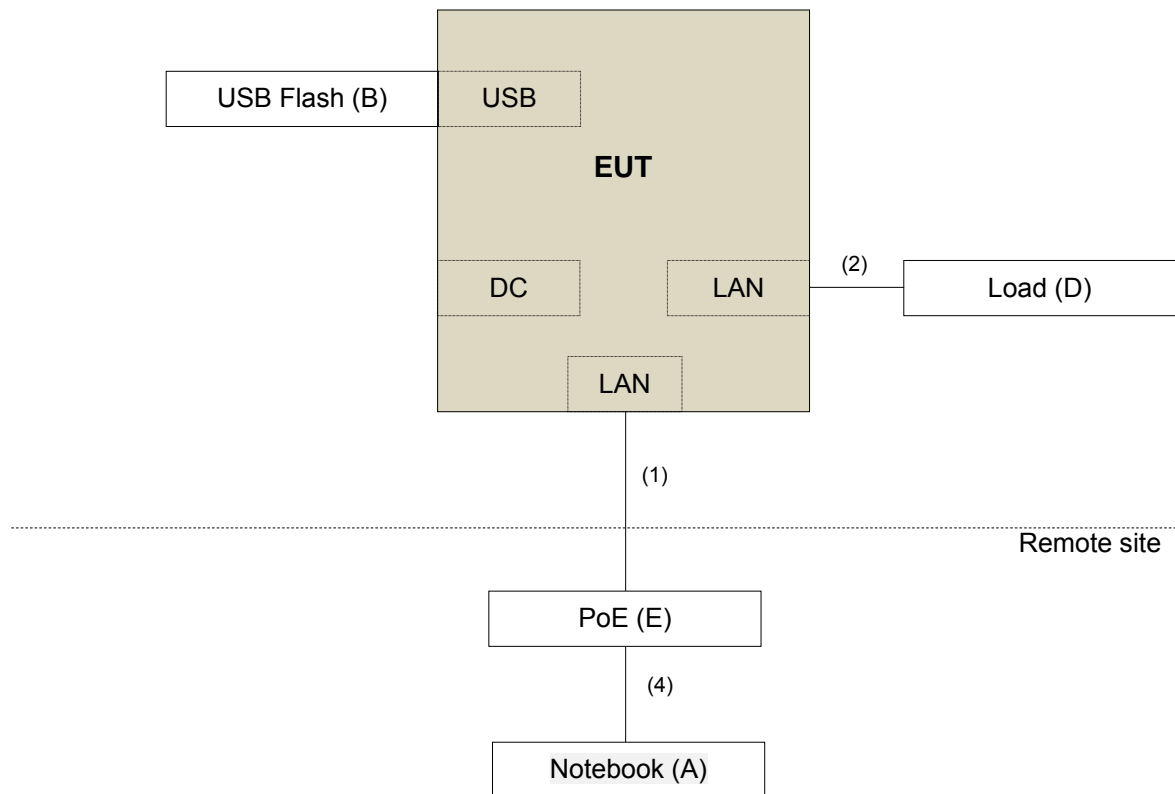 USB Flash (B)
USB
EUT
DC
LAN
(2)
Load (D)
LAN
(1)
Remote site
PoE (E)
(4)
Notebook (A)